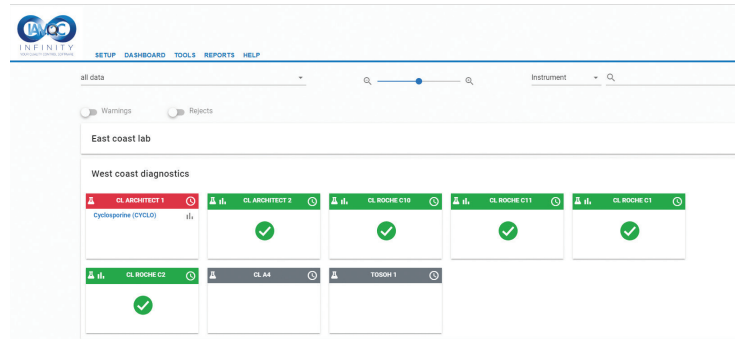 IAMQC
INFINITY
SETUP DASHBOARD TOOLS REPORTS HELP
all data
Instrument
Warnings Rejects
East coast lab
West coast diagnostics
CL ARCHITECT 1 CL ARCHITECT 2 CL ROCHE C10 CL ROCHE C11 CL ROCHE C1
Cyclosporine (CYCLO)
CL ROCHE C2 CL A4 TOSOH 1